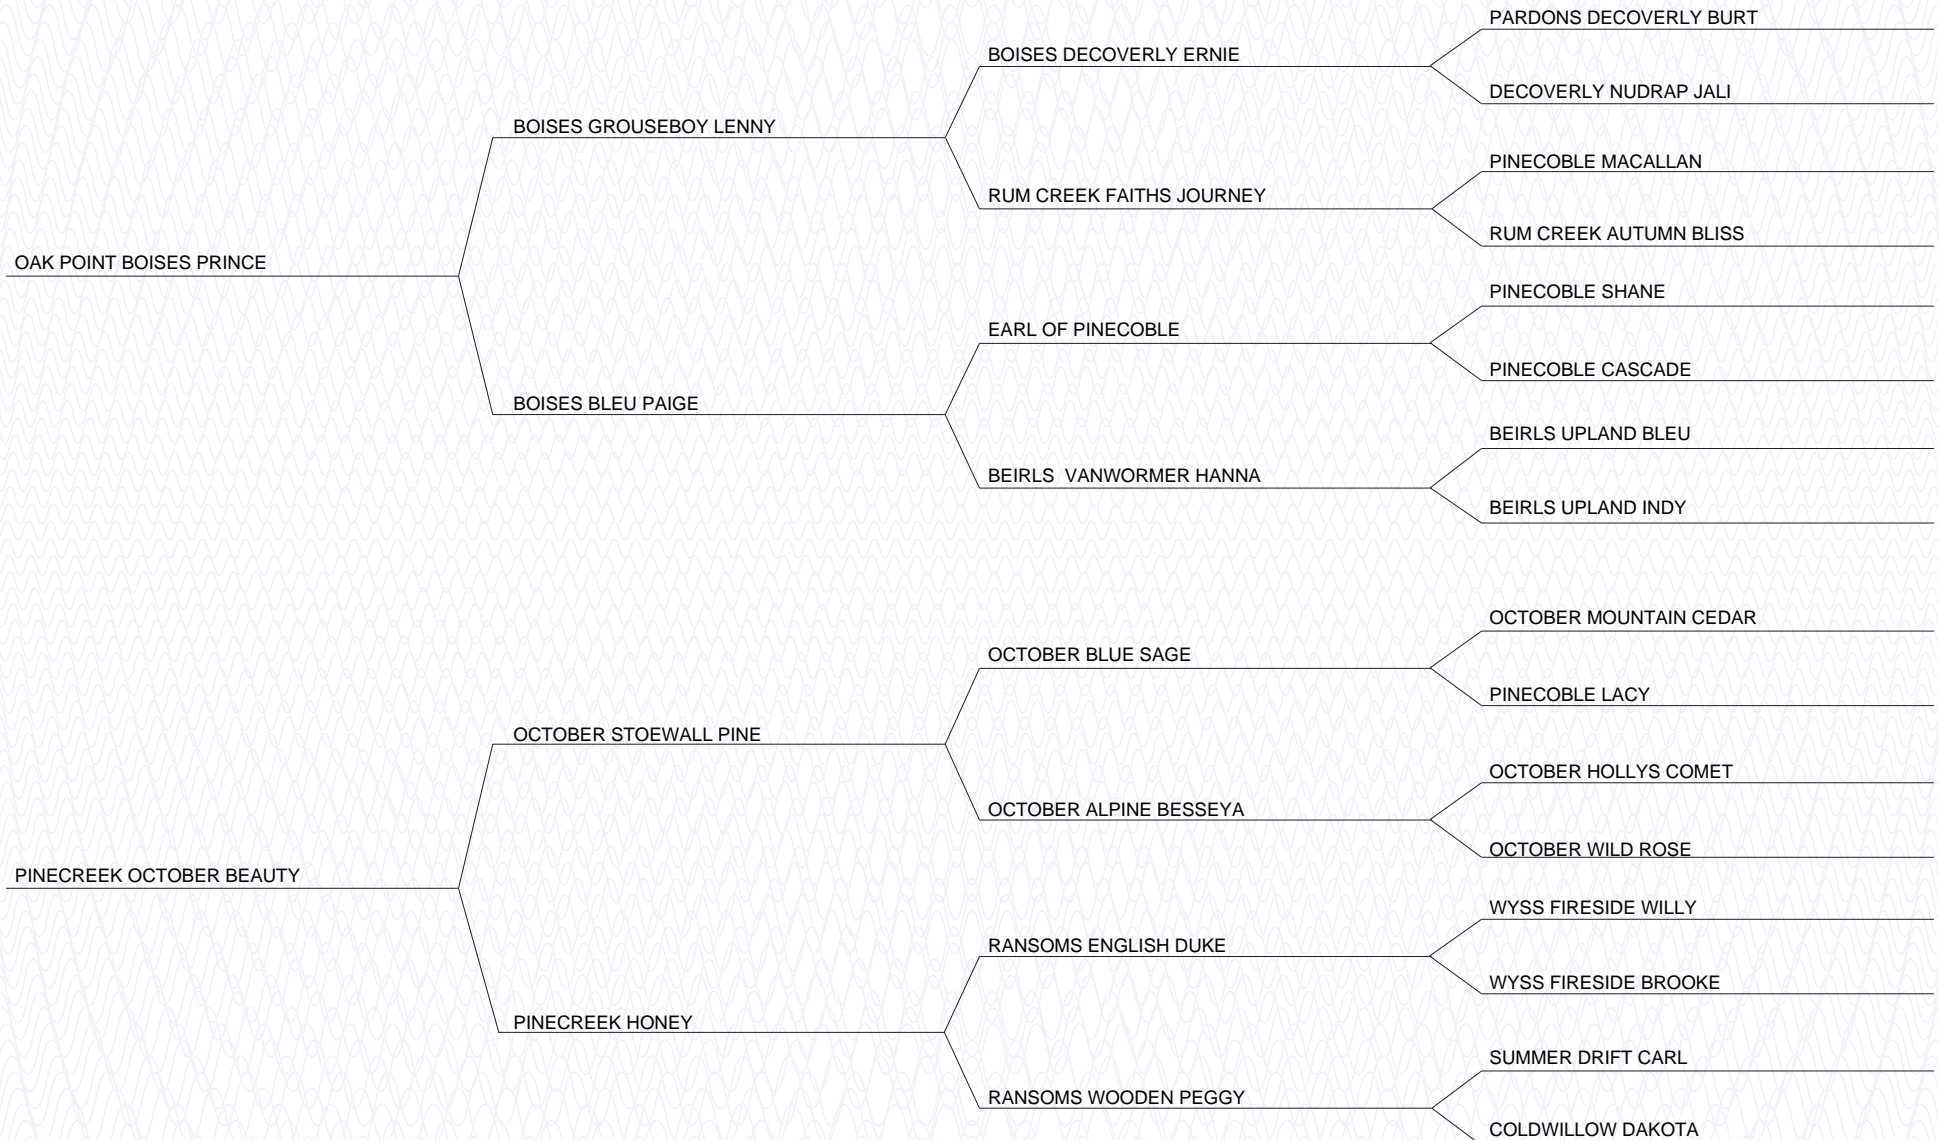 PARDONS DECOVERLY BURT
BOISES DECOVERLY ERNIE
DECOVERLY NUDRAP JALI
BOISES GROUSEBOY LENNY
PINECOBLE MACALLAN
RUM CREEK FAITHS JOURNEY
RUM CREEK AUTUMN BLISS
OAK POINT BOISES PRINCE
PINECOBLE SHANE
EARL OF PINECOBLE
PINECOBLE CASCADE
BOISES BLEU PAIGE
BEIRLS UPLAND BLEU
BEIRLS  VANWORMER HANNA
BEIRLS UPLAND INDY
OCTOBER MOUNTAIN CEDAR
OCTOBER BLUE SAGE
PINECOBLE LACY
OCTOBER STOEWALL PINE
OCTOBER HOLLYS COMET
OCTOBER ALPINE BESSEYA
OCTOBER WILD ROSE
PINECREEK OCTOBER BEAUTY
WYSS FIRESIDE WILLY
RANSOMS ENGLISH DUKE
WYSS FIRESIDE BROOKE
PINECREEK HONEY
SUMMER DRIFT CARL
RANSOMS WOODEN PEGGY
COLDWILLOW DAKOTA